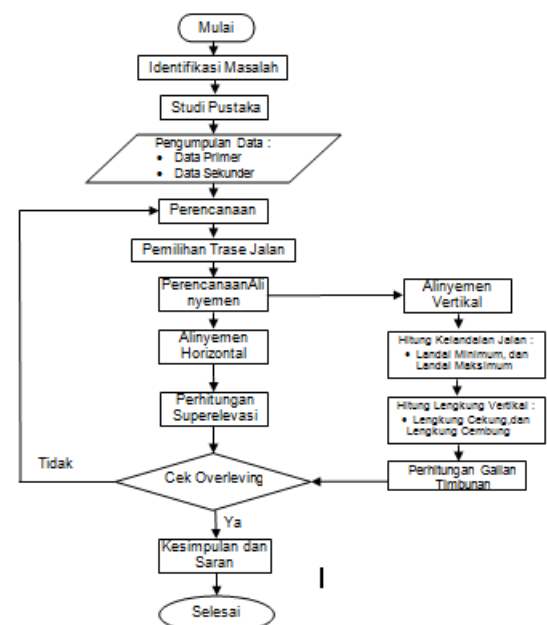 Mulai
Identifikasi Masalah
Studi Pustaka
Pengumpulan Data :
• Data Primer
• Data Sekunder
Perencanaan
Pemilihan Trase Jalan
PerencanaanAli
nyemen
Alinyemen
Vertikal
Alinyemen
Horizontal
Hitung Kelandaian Jalan :
• Landai Minimum, dan
Landai Maksimum
Perhitungan
Superelevasi
Hitung Lengkung Vertikal :
• Lengkung Cekung,dan
Lengkung Cembung
Tidak
Cek Overleving
Perhitungan Galian
Timbunan
Ya
Kesimpulan dan
Saran
Selesai